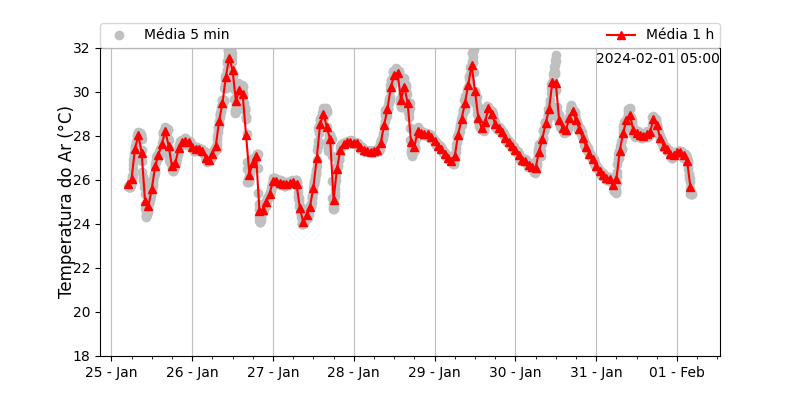 Média 5 min
Média 1 h
2024-02-01 05:00
Temperatura do Ar (°C)
32
30
28
26
24
22
20
18
25 - Jan
26 - Jan
27 - Jan
28 - Jan
29 - Jan
30 - Jan
31 - Jan
01 - Feb